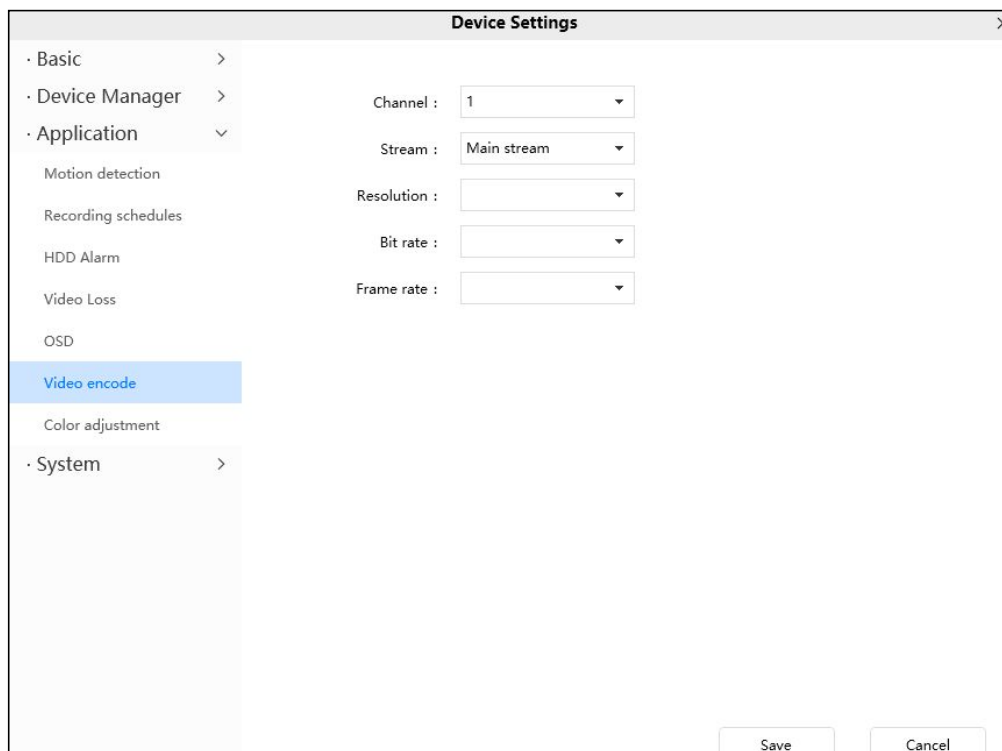 Device Settings
· Basic
· Device Manager
· Application
Motion detection
Recording schedules
HDD Alarm
Video Loss
OSD
Video encode
Color adjustment
· System
Channel : 1
Stream : Main stream
Resolution :
Bit rate :
Frame rate :
Save Cancel